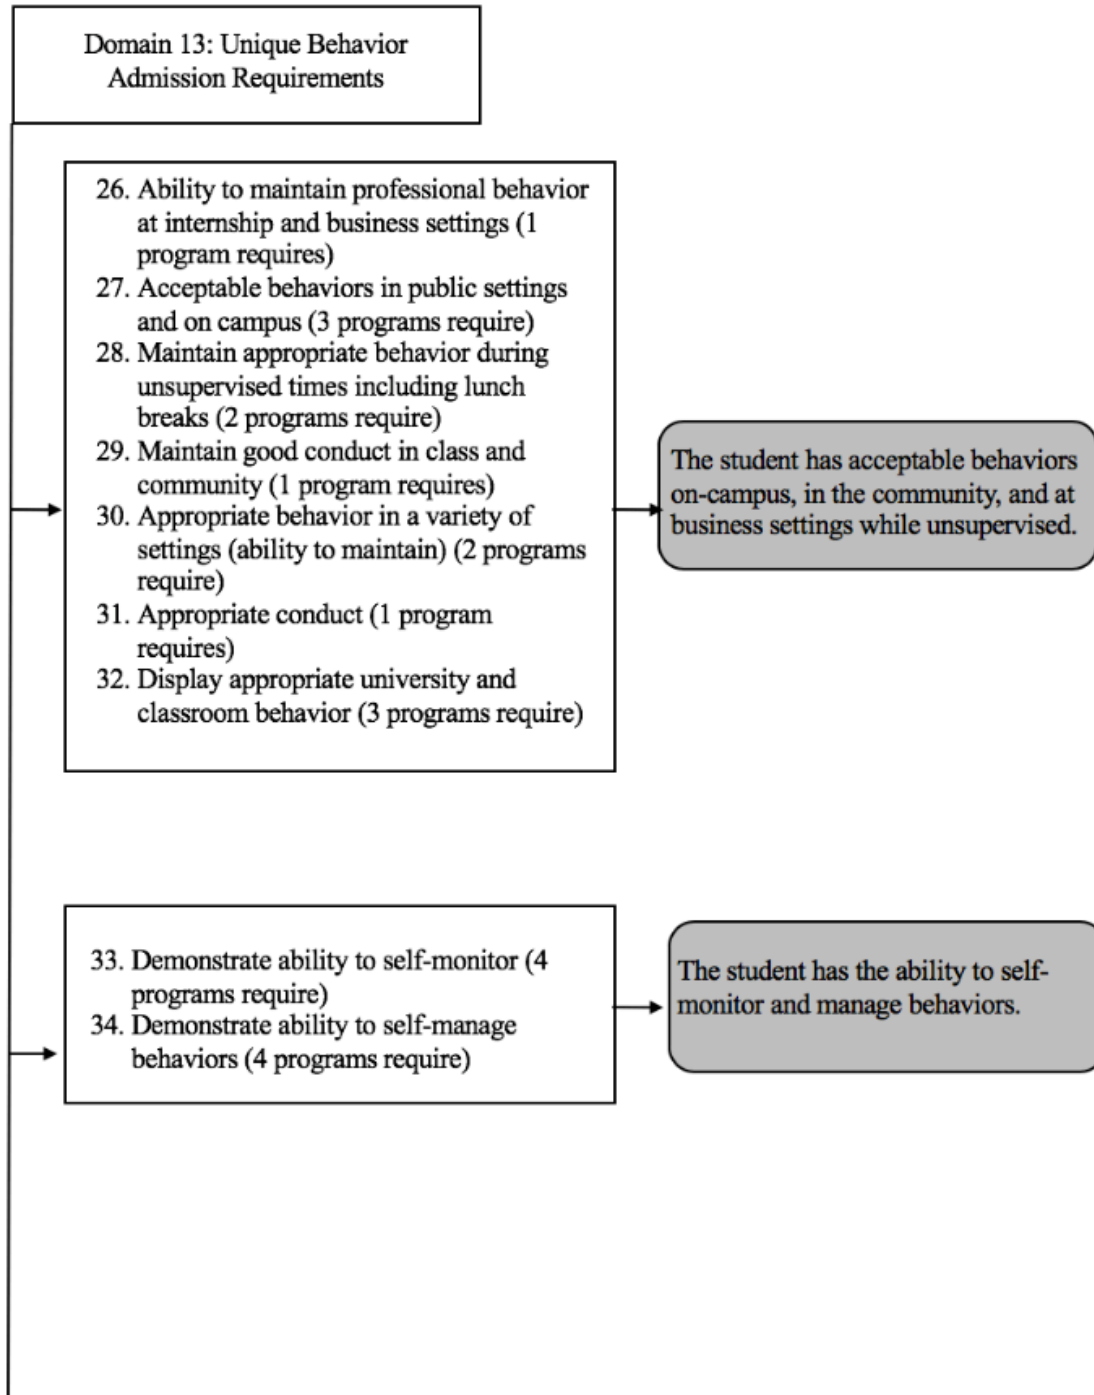 Domain 13: Unique Behavior
Admission Requirements
26. Ability to maintain professional behavior
at internship and business settings (1
program requires)
27. Acceptable behaviors in public settings
and on campus (3 programs require)
28. Maintain appropriate behavior during
unsupervised times including lunch
breaks (2 programs require)
29. Maintain good conduct in class and
community (1 program requires)
30. Appropriate behavior in a variety of
settings (ability to maintain) (2 programs
require)
31. Appropriate conduct (1 program
requires)
32. Display appropriate university and
classroom behavior (3 programs require)
The student has acceptable behaviors
on-campus, in the community, and at
business settings while unsupervised.
33. Demonstrate ability to self-monitor (4
programs require)
34. Demonstrate ability to self-manage
behaviors (4 programs require)
The student has the ability to self-
monitor and manage behaviors.